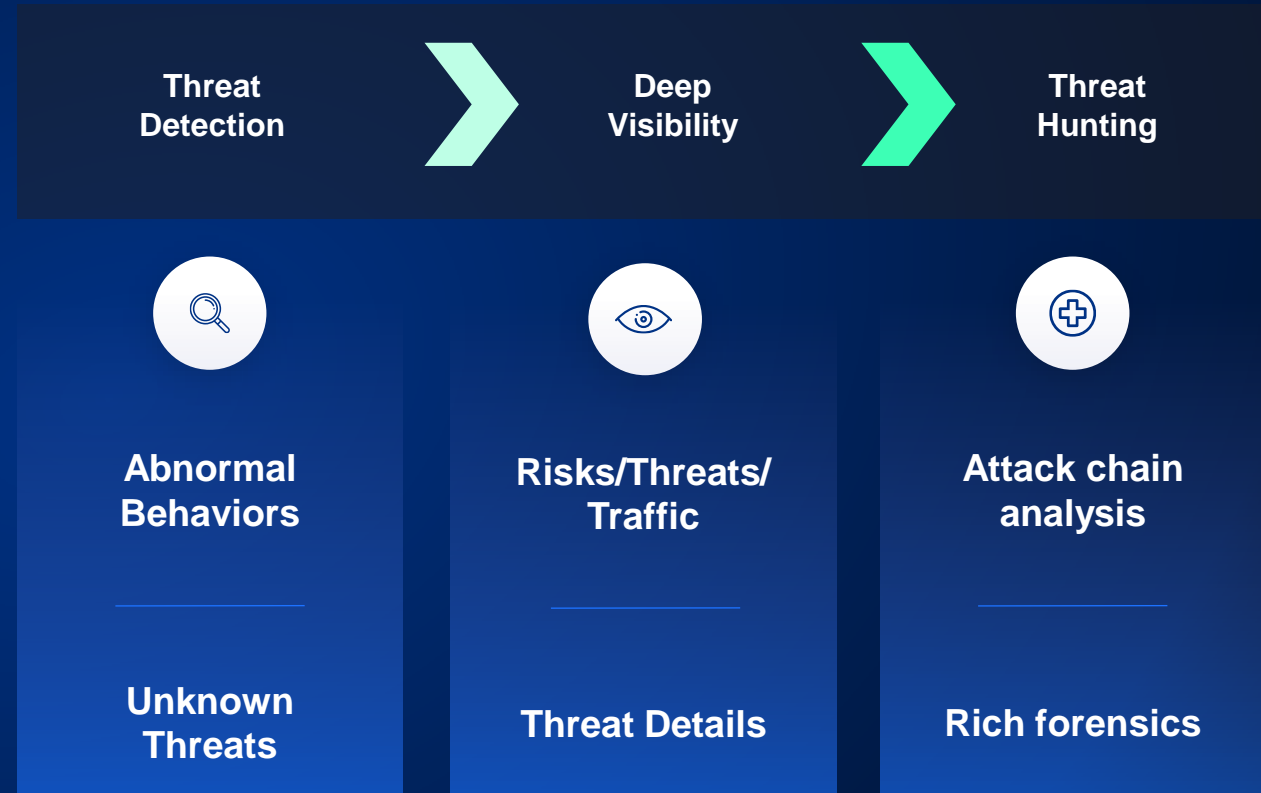 Threat
Detection
Deep
Visibility
Threat
Hunting
Abnormal
Behaviors
Unknown
Threats
Risks/Threats/
Traffic
Threat Details
Attack chain
analysis
Rich forensics